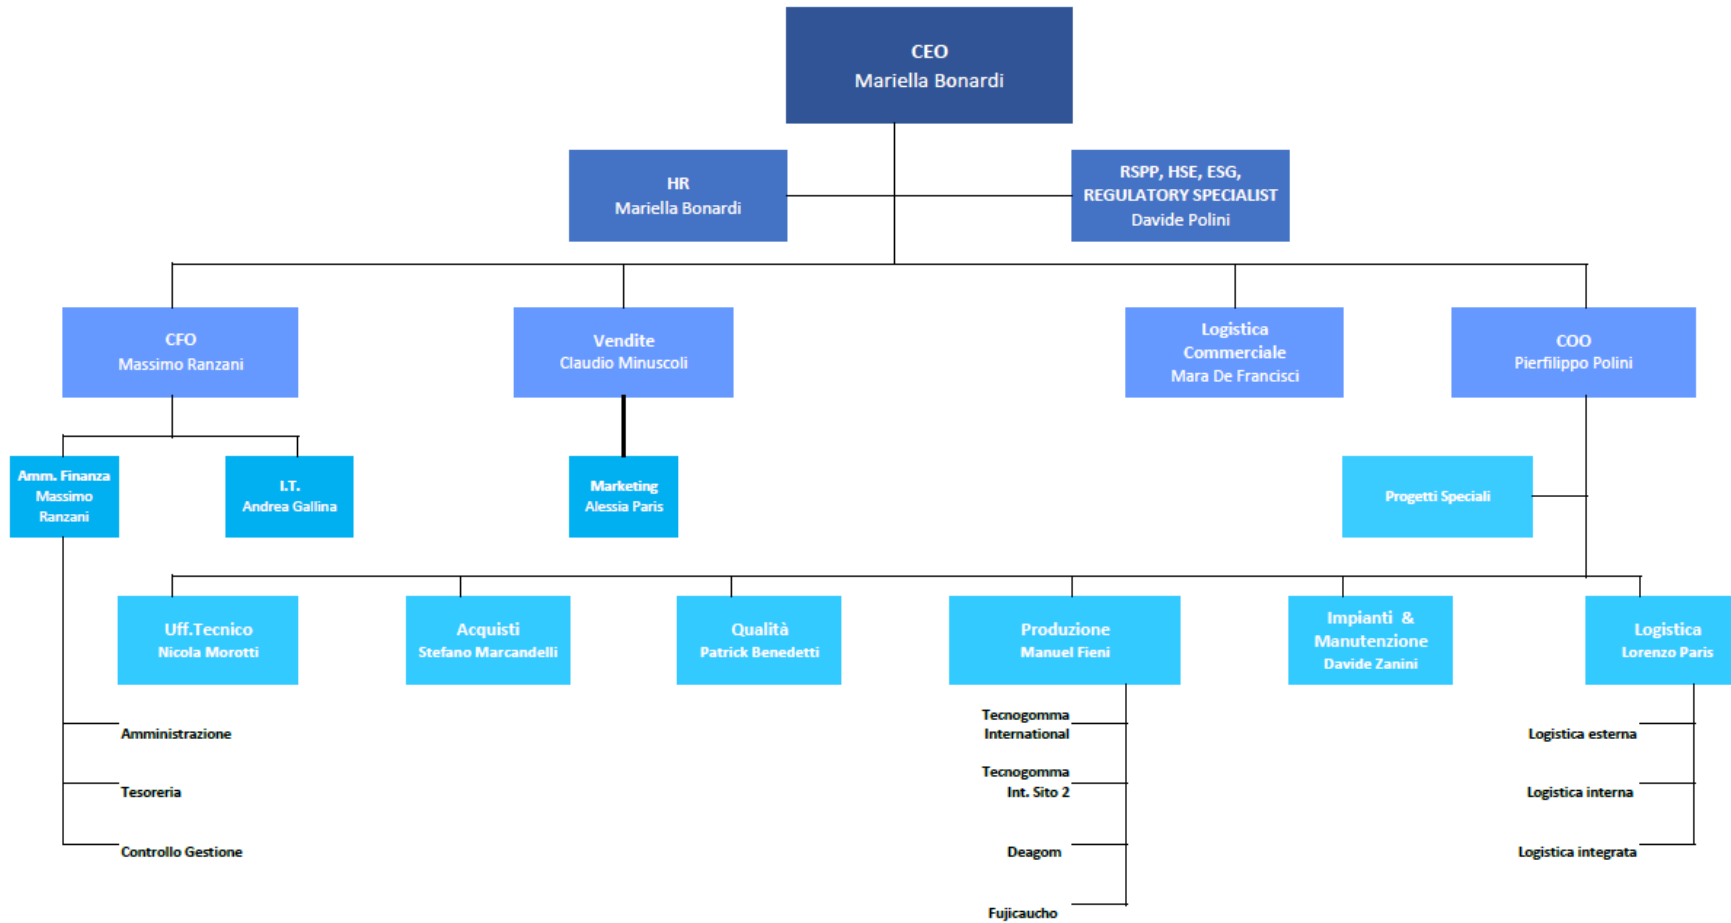 CEO
Mariella Bonardi
HR
Mariella Bonardi
RSPP, HSE, ESG,
REGULATORY SPECIALIST
Davide Polini
CFO
Massimo Ranzani
Vendite
Claudio Minuscoli
Logistica
Commerciale
Mara De Francisci
COO
Pierfilippo Polini
Amm. Finanza
Massimo
Ranzani
I.T.
Andrea Gallina
Marketing
Alessia Paris
Progetti Speciali
Uff.Tecnico
Nicola Morotti
Acquisti
Stefano Marcandelli
Qualità
Patrick Benedetti
Produzione
Manuel Fieni
Impianti &
Manutenzione
Davide Zanini
Logistica
Lorenzo Paris
Amministrazione
Tesoreria
Controllo Gestione
Tecnogomma
International
Tecnogomma
Int. Sito 2
Deagom
Fujicaucho
Logistica esterna
Logistica interna
Logistica integrata